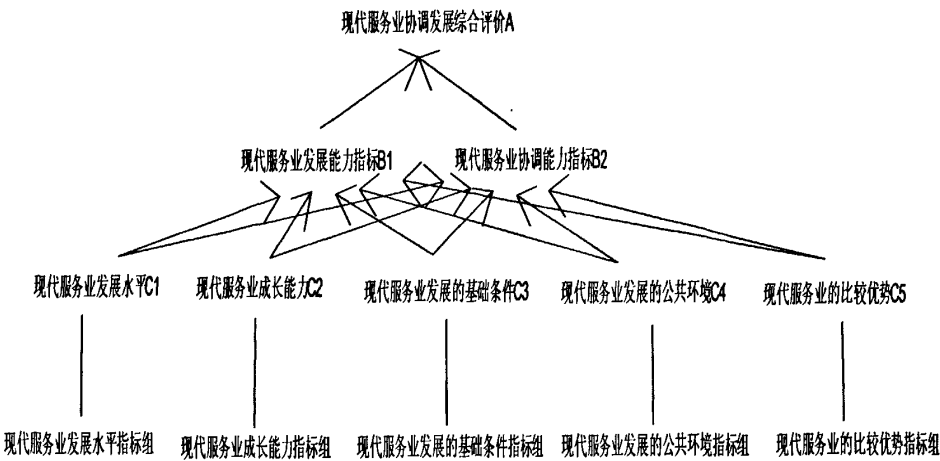 现代服务业协调发展综合评价A
现代服务业发展能力指标B1
现代服务业协调能力指标B2
现代服务业发展水平C1
现代服务业成长能力C2
现代服务业发展的基础条件C3
现代服务业发展的公共环境C4
现代服务业的比较优势C5
现代服务业发展水平指标组
现代服务业成长能力指标组
现代服务业发展的基础条件指标组
现代服务业发展的公共环境指标组
现代服务业的比较优势指标组